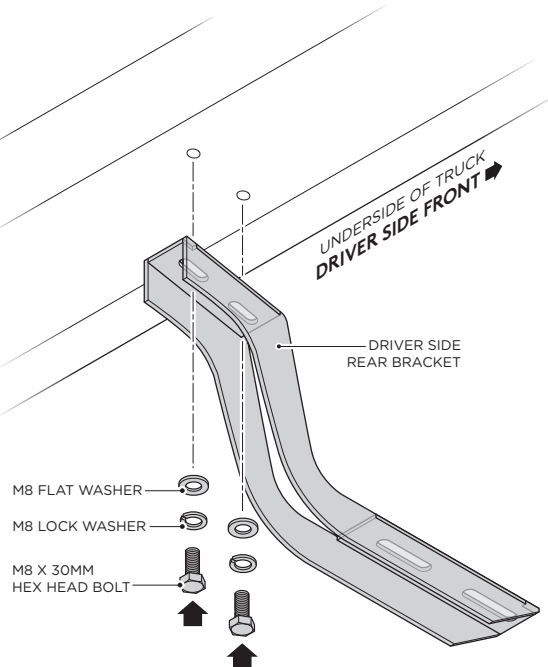 UNDERSIDE OF TRUCK
DRIVER SIDE FRONT
DRIVER SIDE
REAR BRACKET
M8 FLAT WASHER
M8 LOCK WASHER
M8 X 30MM
HEX HEAD BOLT